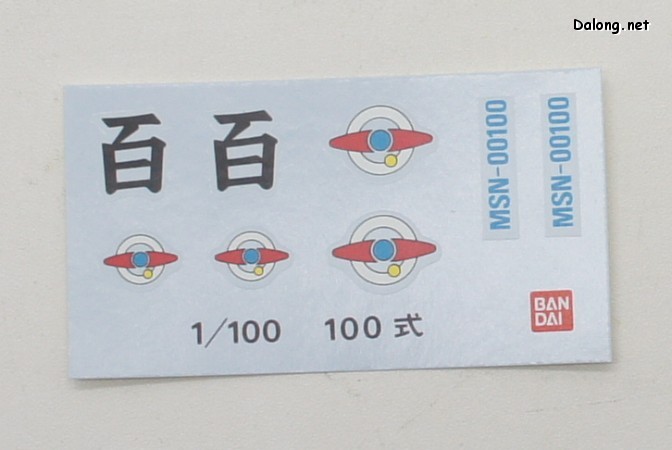 Dalong.net
百 百
MSN-00100
MSN-00100
1/100 100 式
BAN
DAI